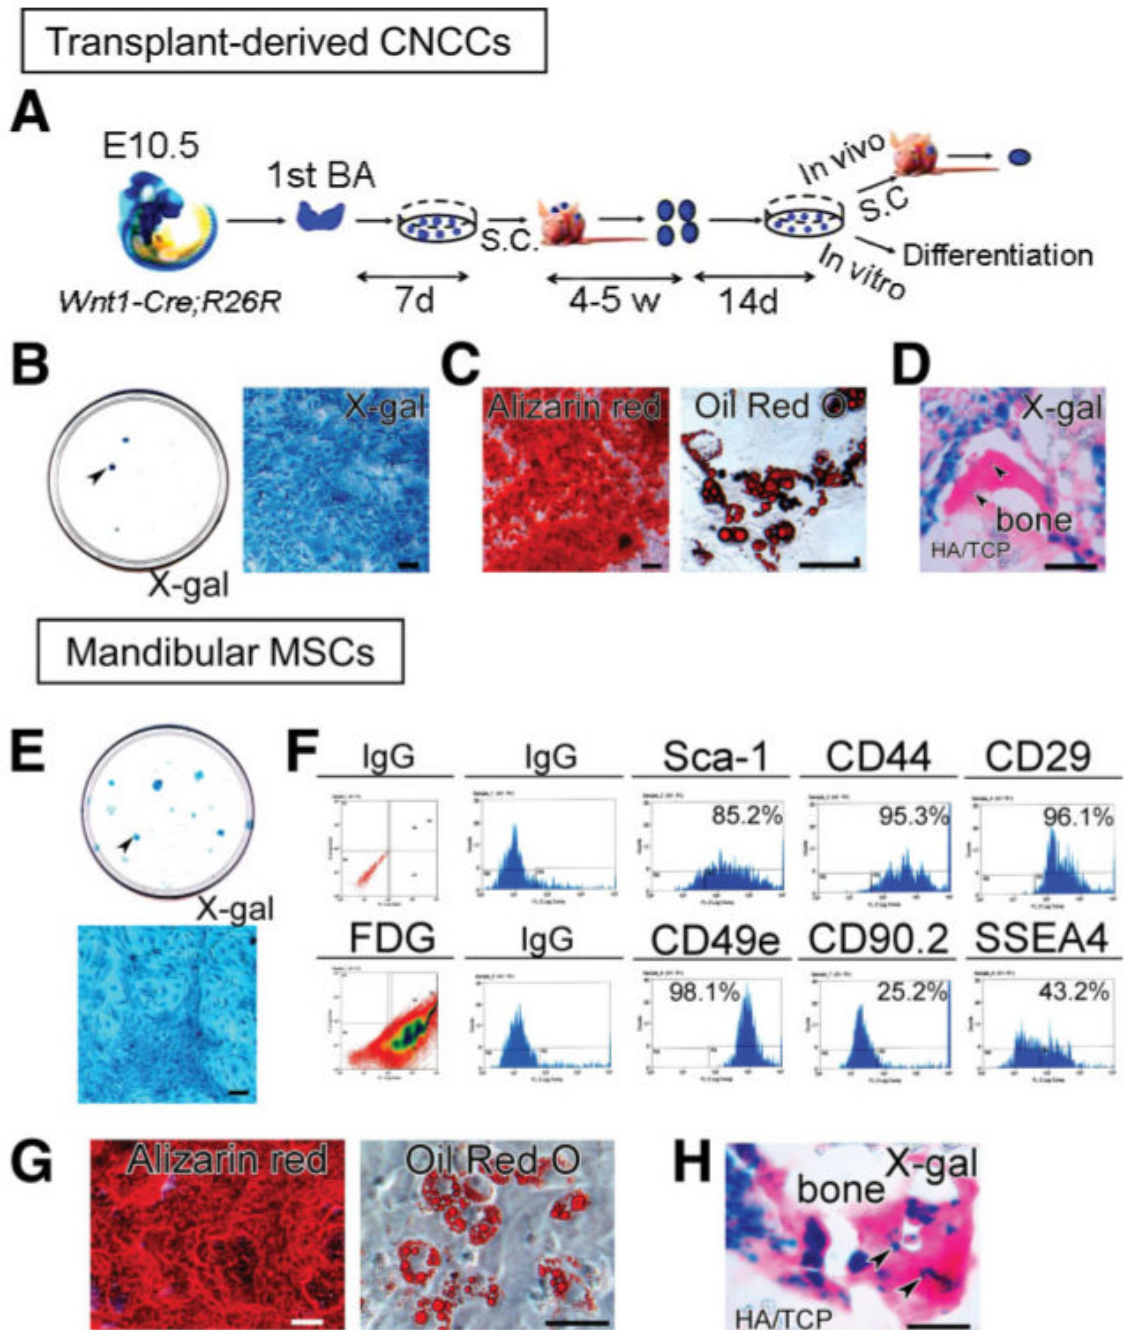 Transplant-derived CNCCs
A
E10.5
1st BA
S.C.
In vivo
S.C
In vitro
Differentiation
Wnt1-Cre;R26R
7d
4-5 w
14d
B
X-gal
X-gal
C
Alizarin red
Oil Red O
D
X-gal
bone
HA/TCP
Mandibular MSCs
E
X-gal
F
IgG
IgG
Sca-1
CD44
CD29
85.2%
95.3%
96.1%
FDG
IgG
CD49e
CD90.2
SSEA4
98.1%
25.2%
43.2%
G
Alizarin red
Oil Red O
H
X-gal
bone
HA/TCP